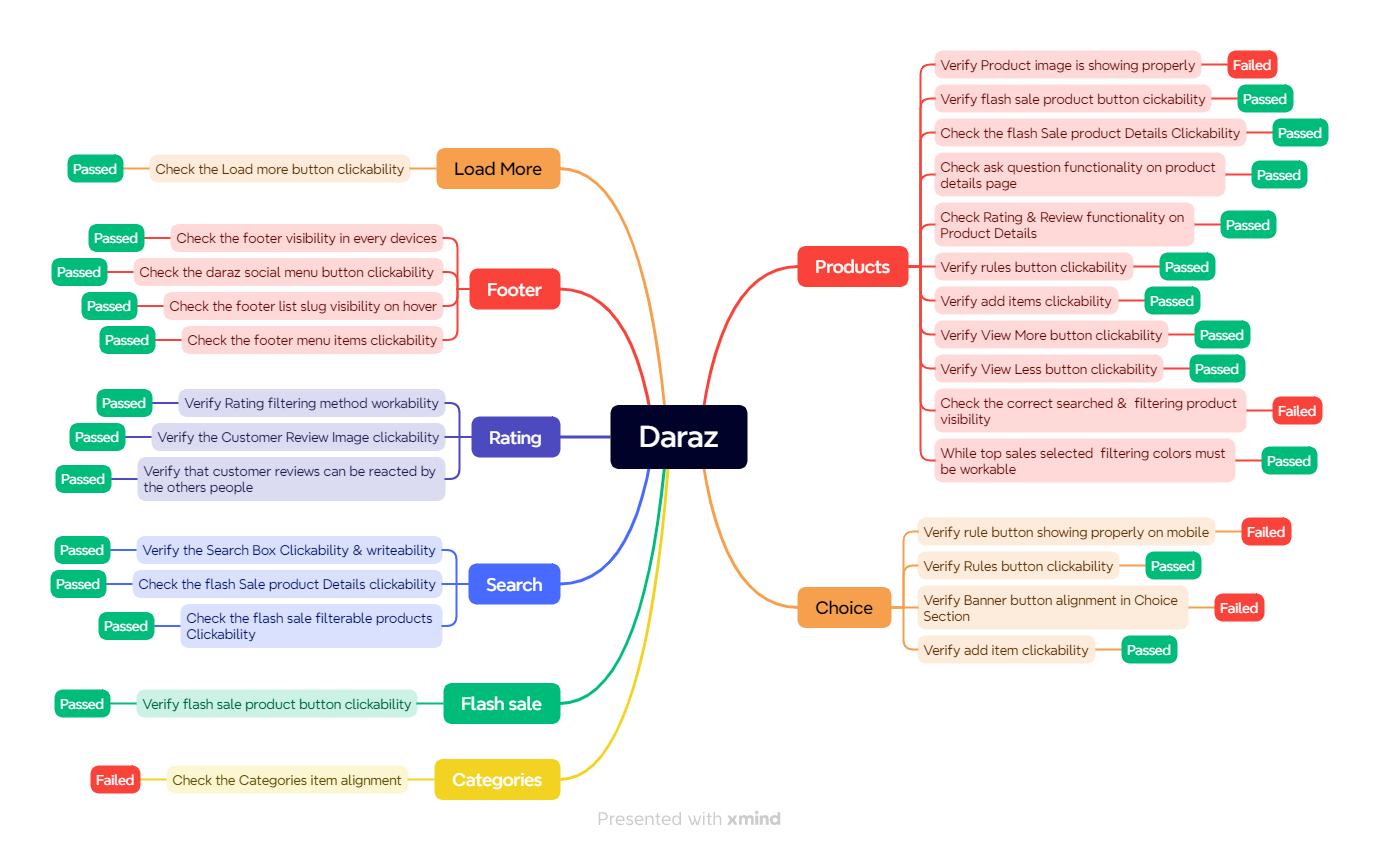 Daraz
Products
Verify Product image is showing properly
Failed
Verify flash sale product button cickability
Passed
Check the flash Sale product Details Clickability
Passed
Check ask question functionality on product
details page
Passed
Check Rating & Review functionality on
Product Details
Passed
Verify rules button clickability
Passed
Verify add items clickability
Passed
Verify View More button clickability
Passed
Verify View Less button clickability
Passed
Check the correct searched &  filtering product
visibility
Failed
While top sales selected  filtering colors must
be workable
Passed
Choice
Verify rule button showing properly on mobile
Failed
Verify Rules button clickability
Passed
Verify Banner button alignment in Choice
Section
Failed
Verify add item clickability
Passed
Load More
Check the Load more button clickability
Passed
Footer
Check the footer visibility in every devices
Passed
Check the daraz social menu button clickability
Passed
Check the footer list slug visibility on hover
Passed
Check the footer menu items clickability
Passed
Rating
Verify Rating filtering method workability
Passed
Verify the Customer Review Image clickability
Passed
Verify that customer reviews can be reacted by
the others people
Passed
Search
Verify the Search Box Clickability & writeability
Passed
Check the flash Sale product Details clickability
Passed
Check the flash sale filterable products
Clickability
Passed
Flash sale
Verify flash sale product button clickability
Passed
Categories
Check the Categories item alignment
Failed
Presented with xmind